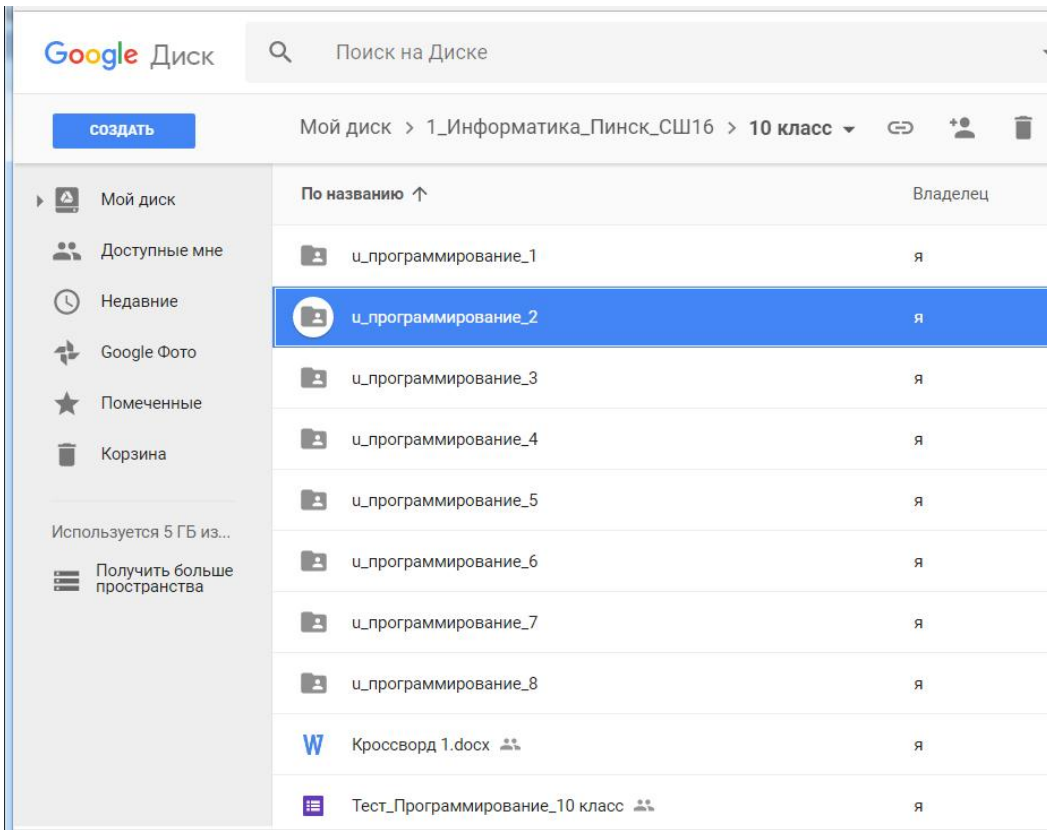 Google Диск
Поиск на Диске
СОЗДАТЬ
Мой диск > 1_Информатика_Пинск_СШ16 > 10 класс
Мой диск
Доступные мне
Недавние
Google Фото
Помеченные
Корзина
Используется 5 ГБ из...
Получить больше
пространства
По названию ↑ Владелец
u_программирование_1 я
u_программирование_2 я
u_программирование_3 я
u_программирование_4 я
u_программирование_5 я
u_программирование_6 я
u_программирование_7 я
u_программирование_8 я
Кроссворд 1.docx я
Тест_Программирование_10 класс я